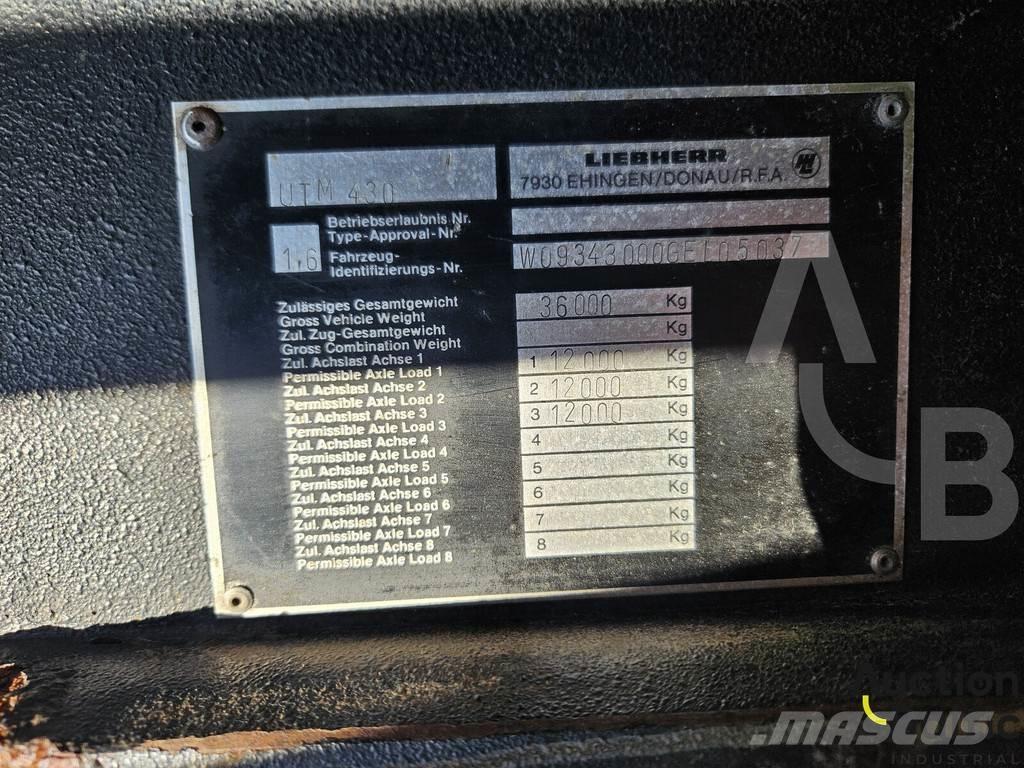 LIEBHERR
7930 EHINGEN/DONAU/R.F.A.
UTM 430
Betriebserlaubnis Nr.
Type-Approval-Nr.
1,6
Fahrzeug-
Identifizierungs-Nr.
W09343000GEL05037
Zulässiges Gesamtgewicht 36000 Kg
Gross Vehicle Weight
Zul. Zug-Gesamtgewicht Kg
Gross Combination Weight
Zul. Achslast Achse 1 1 12000 Kg
Permissible Axle Load 1
Zul. Achslast Achse 2 2 12000 Kg
Permissible Axle Load 2
Zul. Achslast Achse 3 3 12000 Kg
Permissible Axle Load 3
Zul. Achslast Achse 4 4 Kg
Permissible Axle Load 4
Zul. Achslast Achse 5 5 Kg
Permissible Axle Load 5
Zul. Achslast Achse 6 6 Kg
Permissible Axle Load 6
Zul. Achslast Achse 7 7 Kg
Permissible Axle Load 7
Zul. Achslast Achse 8 8 Kg
Permissible Axle Load 8
AB
Auction
MASCUS
INDUSTRIAL